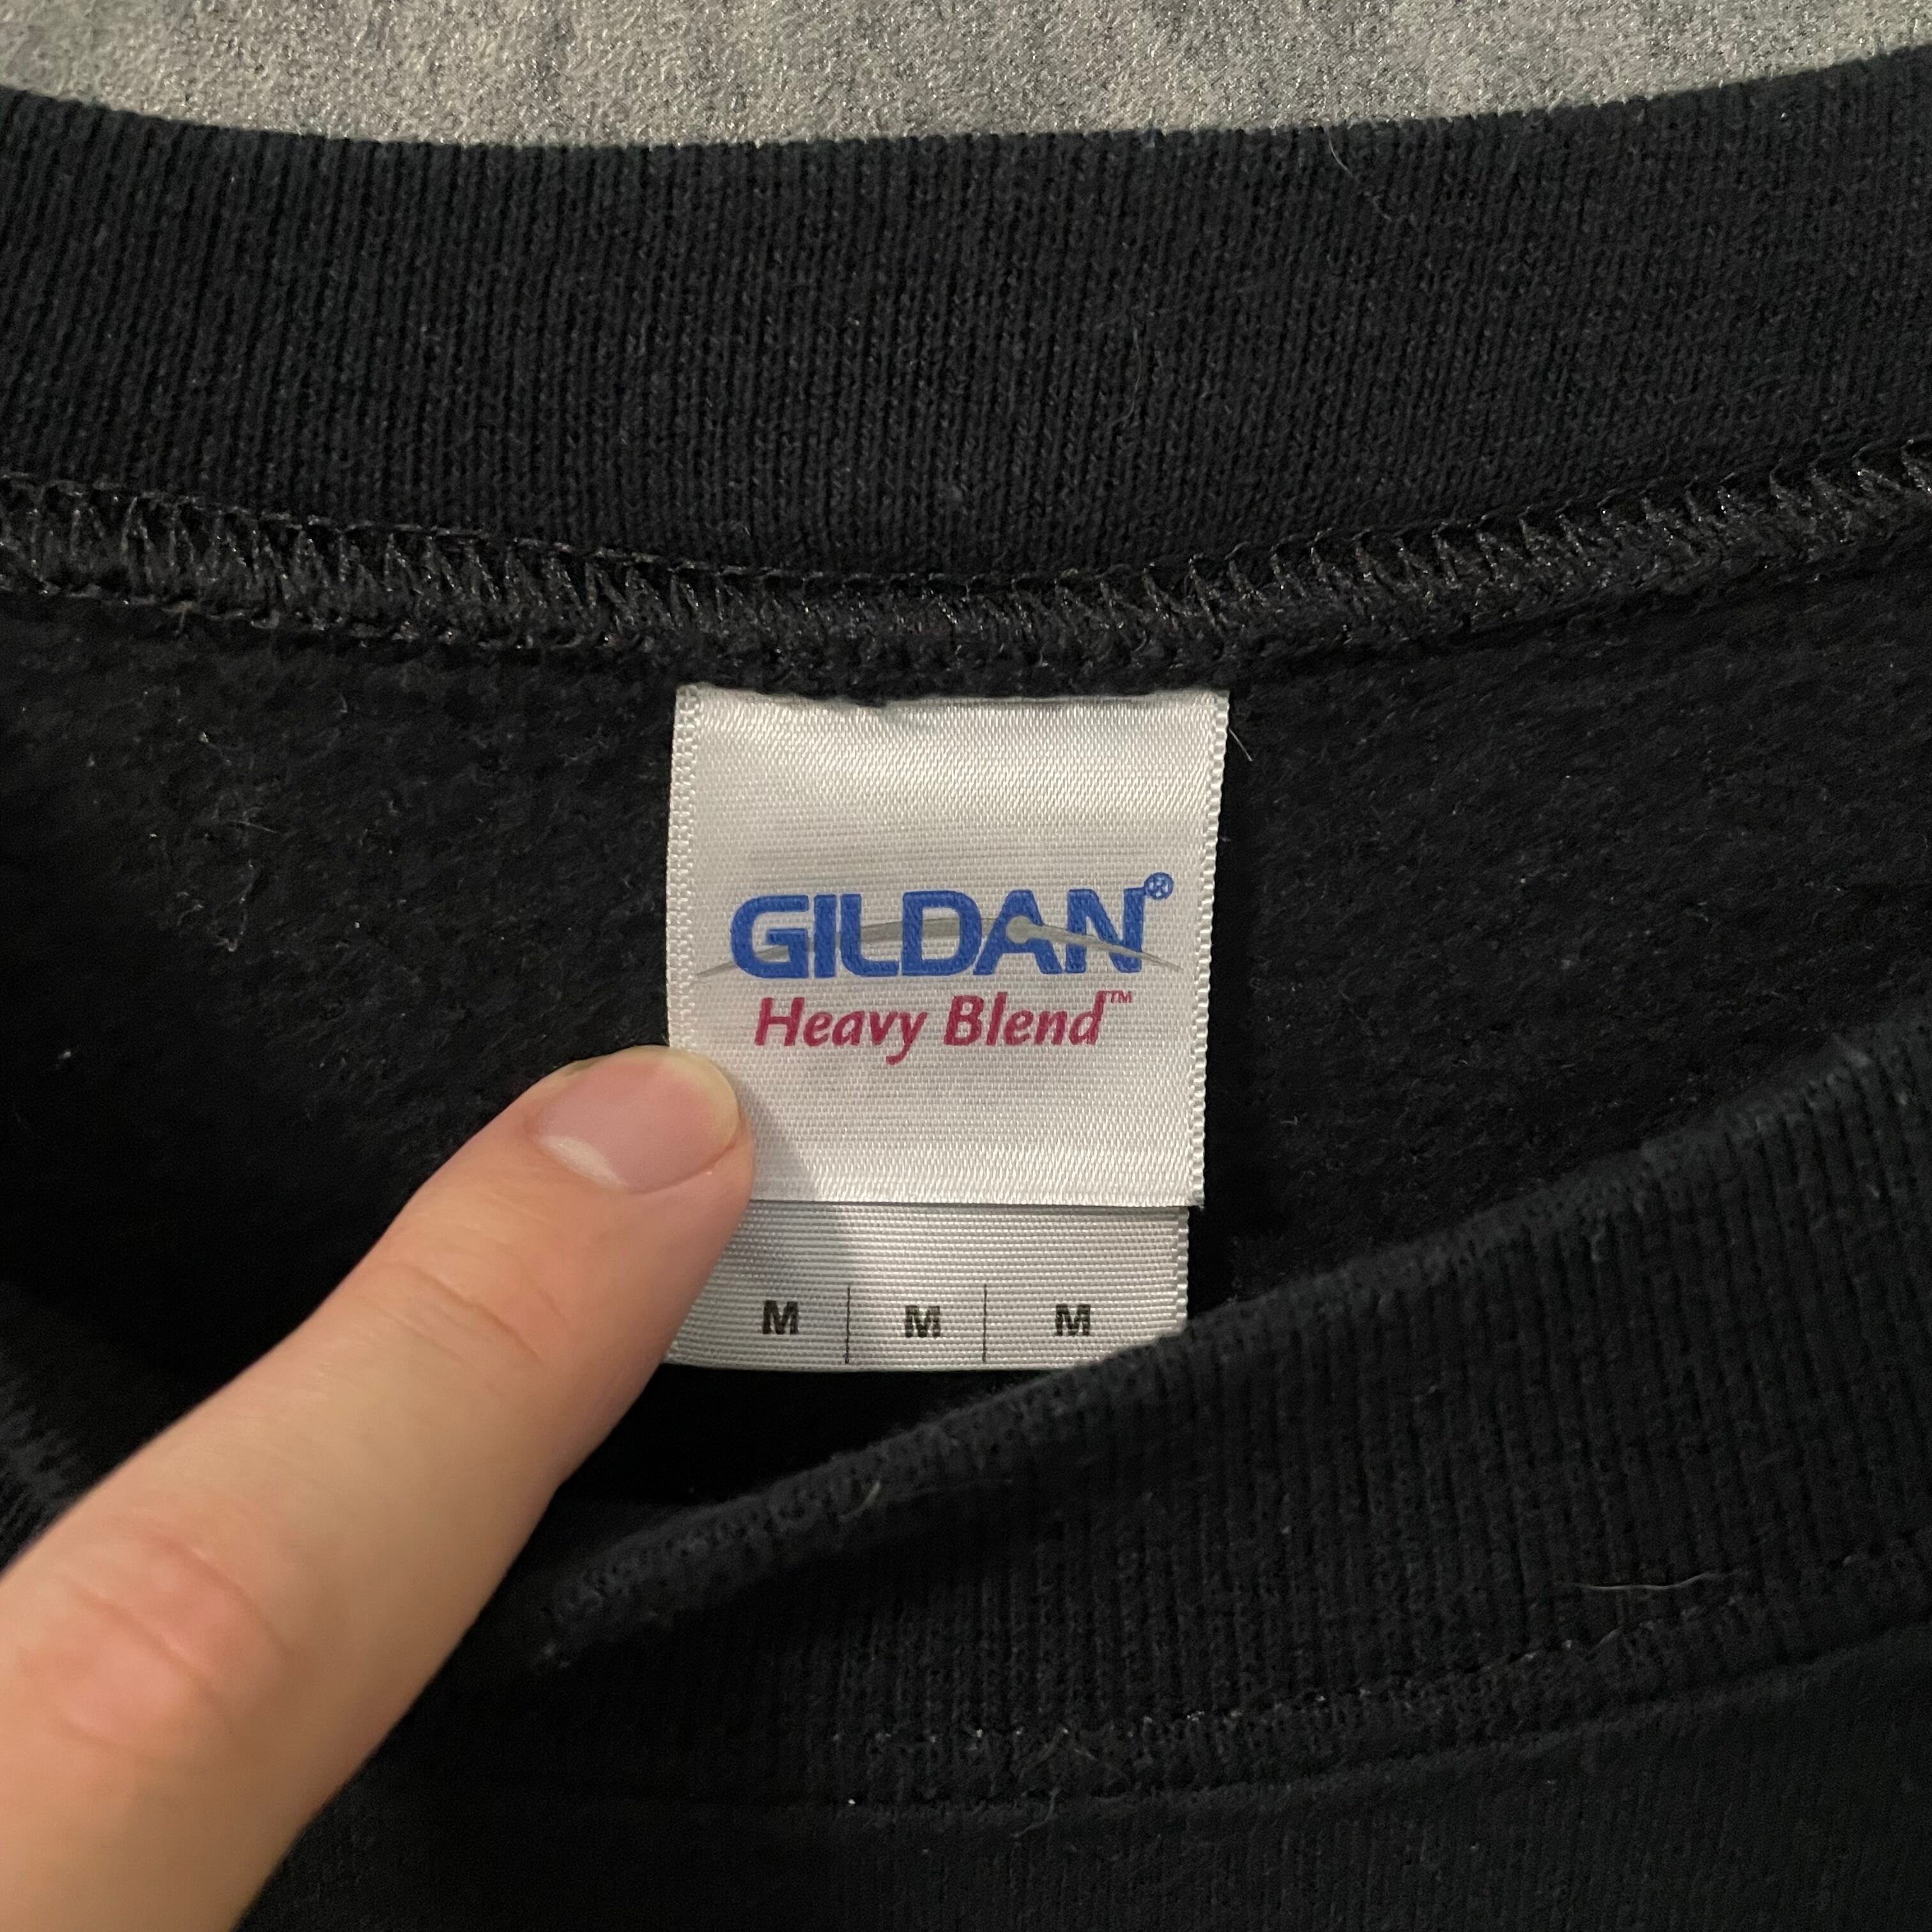 GILDAN®
Heavy Blend™
M | M | M